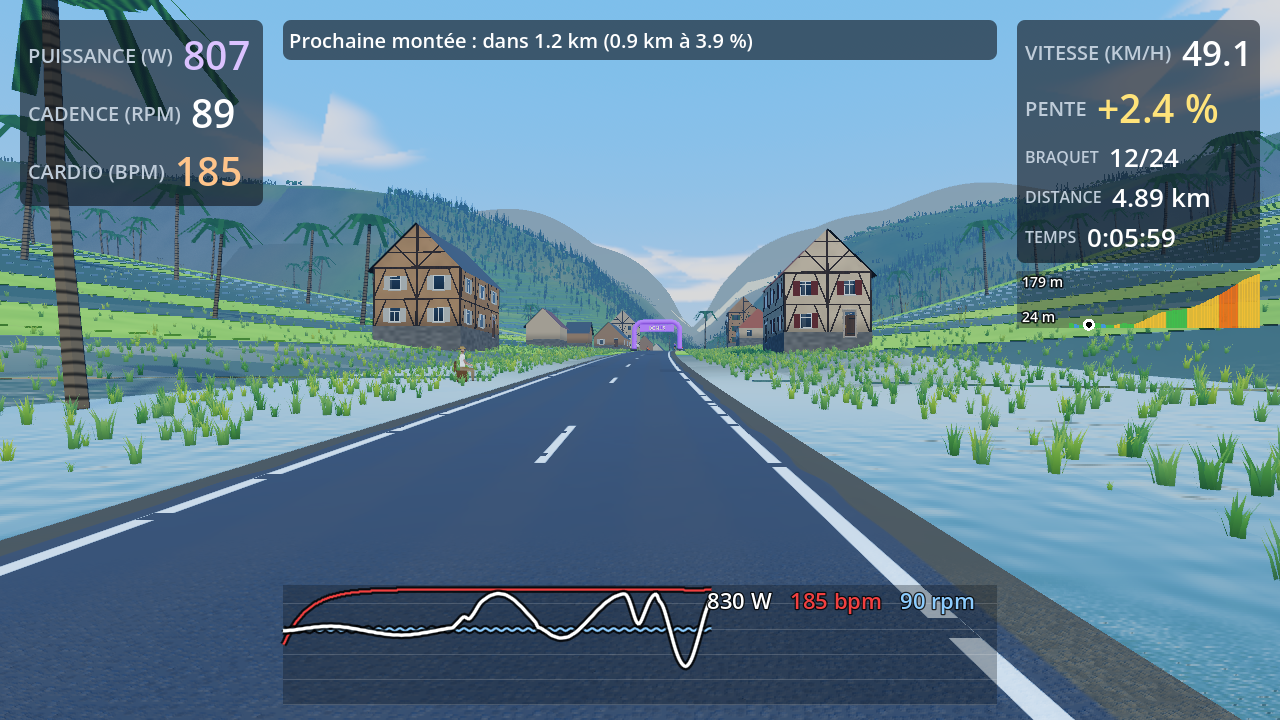 PUISSANCE (W) 807
CADENCE (RPM) 89
CARDIO (BPM) 185
Prochaine montée : dans 1.2 km (0.9 km à 3.9 %)
VITESSE (KM/H) 49.1
PENTE +2.4 %
BRAQUET 12/24
DISTANCE 4.89 km
TEMPS 0:05:59
179 m
24 m
830 W 185 bpm 90 rpm